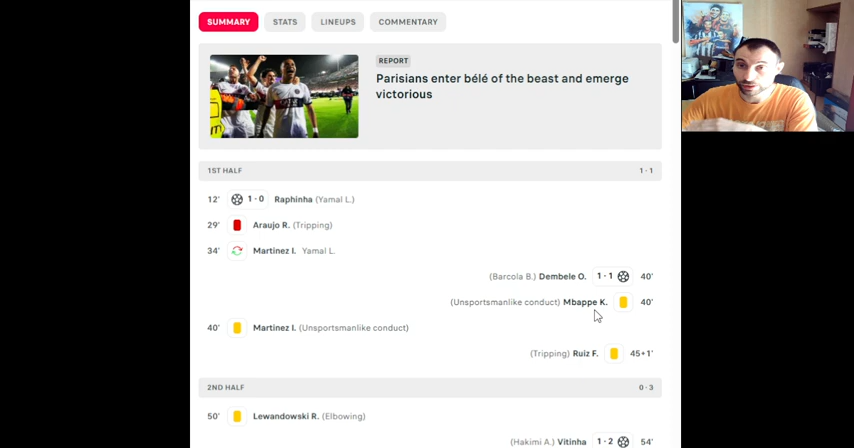 SUMMARY STATS LINEUPS COMMENTARY
REPORT
Parisians enter bélé of the beast and emerge
victorious
1ST HALF 1 - 1
12' 1 - 0 Raphinha (Yamal L.)
29' Araujo R. (Tripping)
34' Martinez I. Yamal L.
(Barcola B.) Dembele O. 1 - 1 40'
(Unsportsmanlike conduct) Mbappe K. 40'
40' Martinez I. (Unsportsmanlike conduct)
(Tripping) Ruiz F. 45+1'
2ND HALF 0 - 3
50' Lewandowski R. (Elbowing)
(Hakimi A.) Vitinha 1 - 2 54'